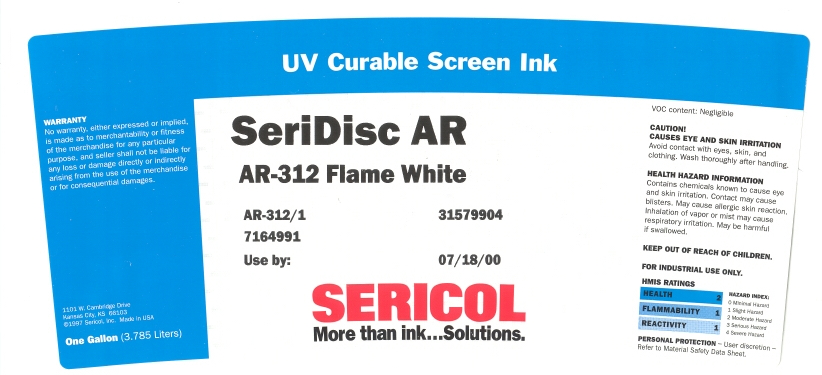 UV Curable Screen Ink
WARRANTY
No warranty, either expressed or implied,
is made as to merchantability or fitness
of the merchandise for any particular
purpose, and seller shall not be liable for
any loss or damage directly or indirectly
arising from the use of the merchandise
or for consequential damages.
1101 W. Cambridge Drive
Kansas City, KS 66103
©1997 Sericol, Inc. Made in USA
One Gallon (3.785 Liters)
SeriDisc AR
AR-312 Flame White
AR-312/1 31579904
7164991
Use by: 07/18/00
SERICOL
More than ink...Solutions.
VOC content: Negligible
CAUTION!
CAUSES EYE AND SKIN IRRITATION
Avoid contact with eyes, skin, and
clothing. Wash thoroughly after handling.
HEALTH HAZARD INFORMATION
Contains chemicals known to cause eye
and skin irritation. Contact may cause
blisters. May cause allergic skin reaction.
Inhalation of vapor or mist may cause
respiratory irritation. May be harmful
if swallowed.
KEEP OUT OF REACH OF CHILDREN.
FOR INDUSTRIAL USE ONLY.
HMIS RATINGS
HEALTH 2
FLAMMABILITY 1
REACTIVITY 1
HAZARD INDEX:
0 Minimal Hazard
1 Slight Hazard
2 Moderate Hazard
3 Serious Hazard
4 Severe Hazard
PERSONAL PROTECTION – User discretion –
Refer to Material Safety Data Sheet.